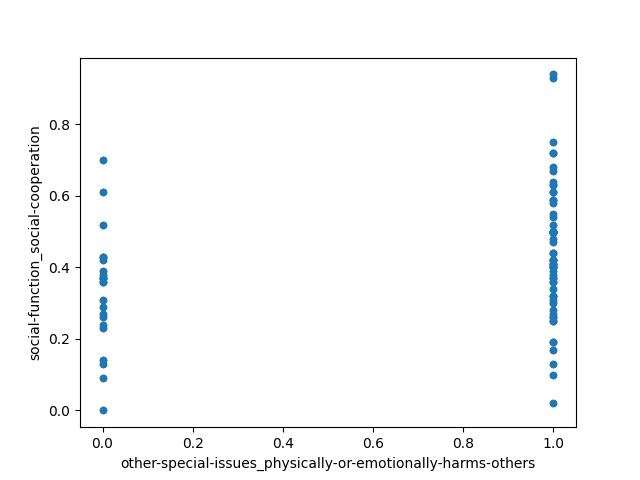 social-function_social-cooperation
0.8
0.6
0.4
0.2
0.0
0.0 0.2 0.4 0.6 0.8 1.0
other-special-issues_physically-or-emotionally-harms-others